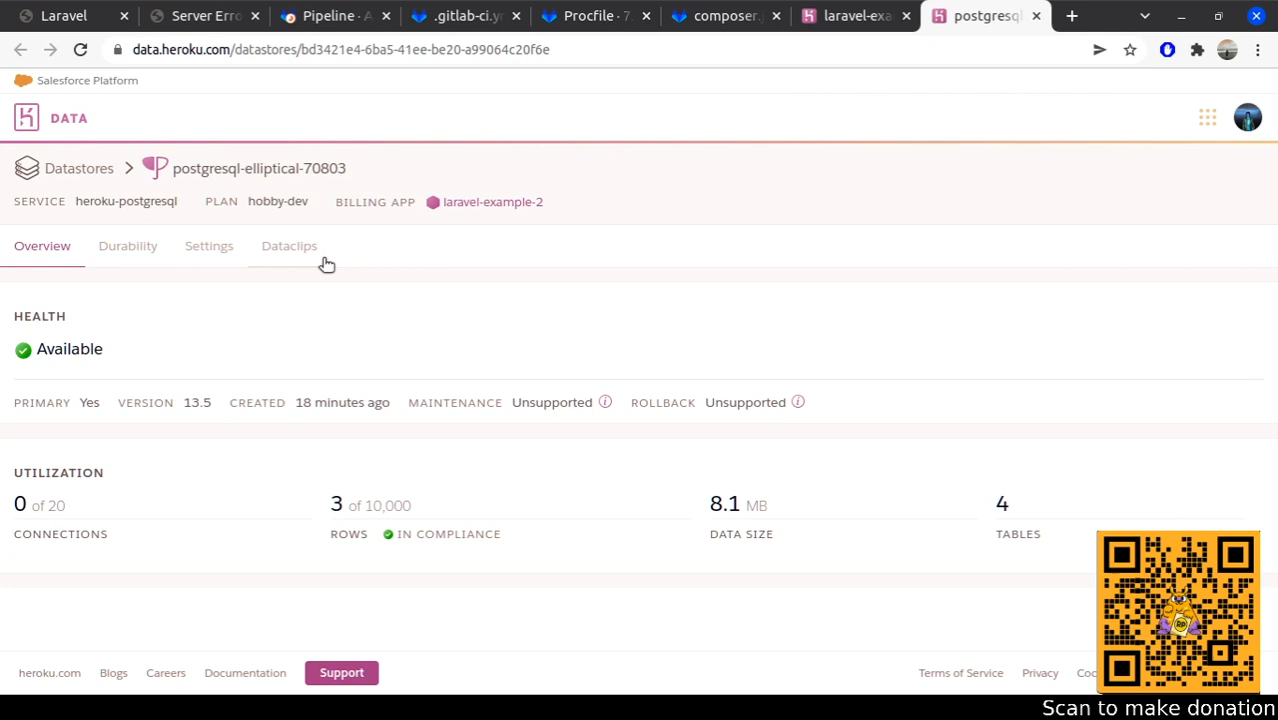 Laravel
Server Erro
Pipeline · A
.gitlab-ci.y
Procfile · 7
composer.j
laravel-exa
postgresql
data.heroku.com/datastores/bd3421e4-6ba5-41ee-be20-a99064c20f6e
Salesforce Platform
DATA
Datastores > postgresql-elliptical-70803
SERVICE heroku-postgresql PLAN hobby-dev BILLING APP laravel-example-2
Overview Durability Settings Dataclips
HEALTH
Available
PRIMARY Yes VERSION 13.5 CREATED 18 minutes ago MAINTENANCE Unsupported ROLLBACK Unsupported
UTILIZATION
0 of 20 3 of 10,000 8.1 MB 4
CONNECTIONS ROWS IN COMPLIANCE DATA SIZE TABLES
RP
heroku.com Blogs Careers Documentation Support Terms of Service Privacy Coo
Scan to make donation